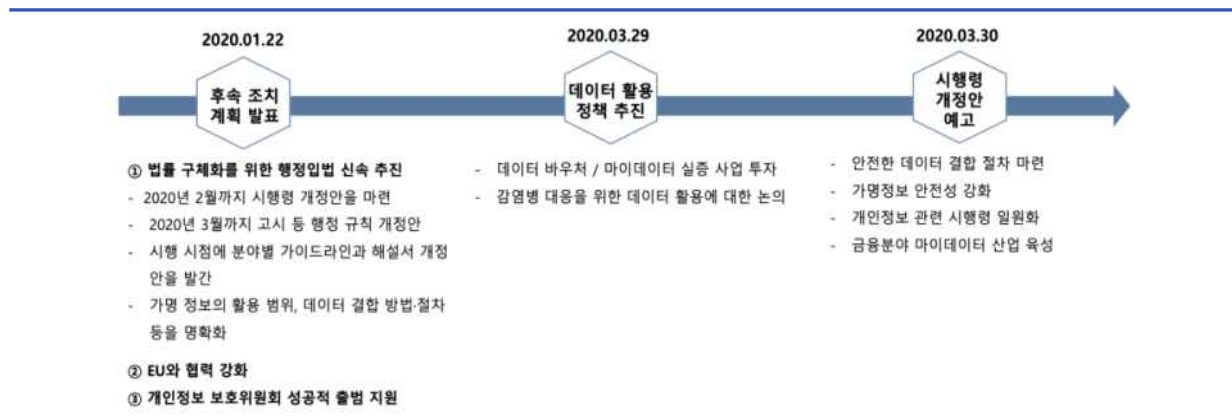 2020.01.22
후속 조치
계획 발표
① 법률 구체화를 위한 행정입법 신속 추진
- 2020년 2월까지 시행령 개정안을 마련
- 2020년 3월까지 고시 등 행정 규칙 개정안
- 시행 시점에 분야별 가이드라인과 해설서 개정
안을 발간
- 가명 정보의 활용 범위, 데이터 결합 방법·절차
등을 명확화
② EU와 협력 강화
③ 개인정보 보호위원회 성공적 출범 지원
2020.03.29
데이터 활용
정책 추진
- 데이터 바우처 / 마이데이터 실증 사업 투자
- 감염병 대응을 위한 데이터 활용에 대한 논의
2020.03.30
시행령
개정안
예고
- 안전한 데이터 결합 절차 마련
- 가명정보 안전성 강화
- 개인정보 관련 시행령 일원화
- 금융분야 마이데이터 산업 육성